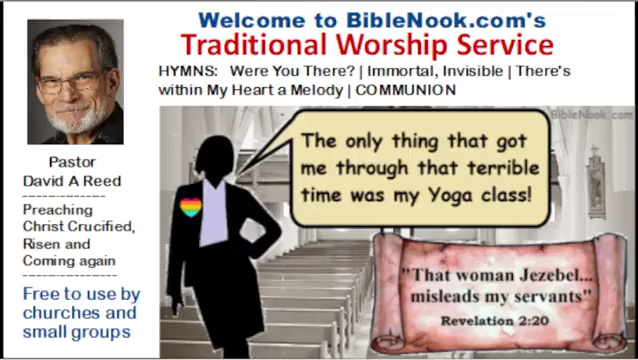 Welcome to BibleNook.com's
Traditional Worship Service
HYMNS: Were You There? | Immortal, Invisible | There's
within My Heart a Melody | COMMUNION
Pastor
David A Reed
--------------
Preaching
Christ Crucified,
Risen and
Coming again
--------------
Free to use by
churches and
small groups
BibleNook.com
The only thing that got
me through that terrible
time was my Yoga class!
"That woman Jezebel...
misleads my servants"
Revelation 2:20